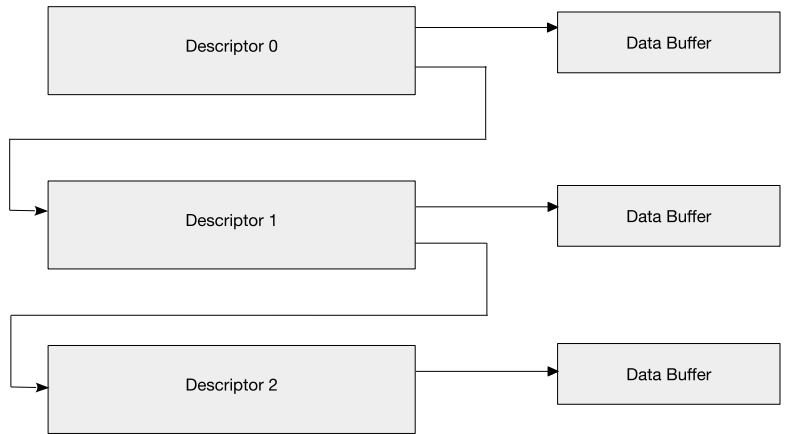 Descriptor 0
Data Buffer
Descriptor 1
Data Buffer
Descriptor 2
Data Buffer